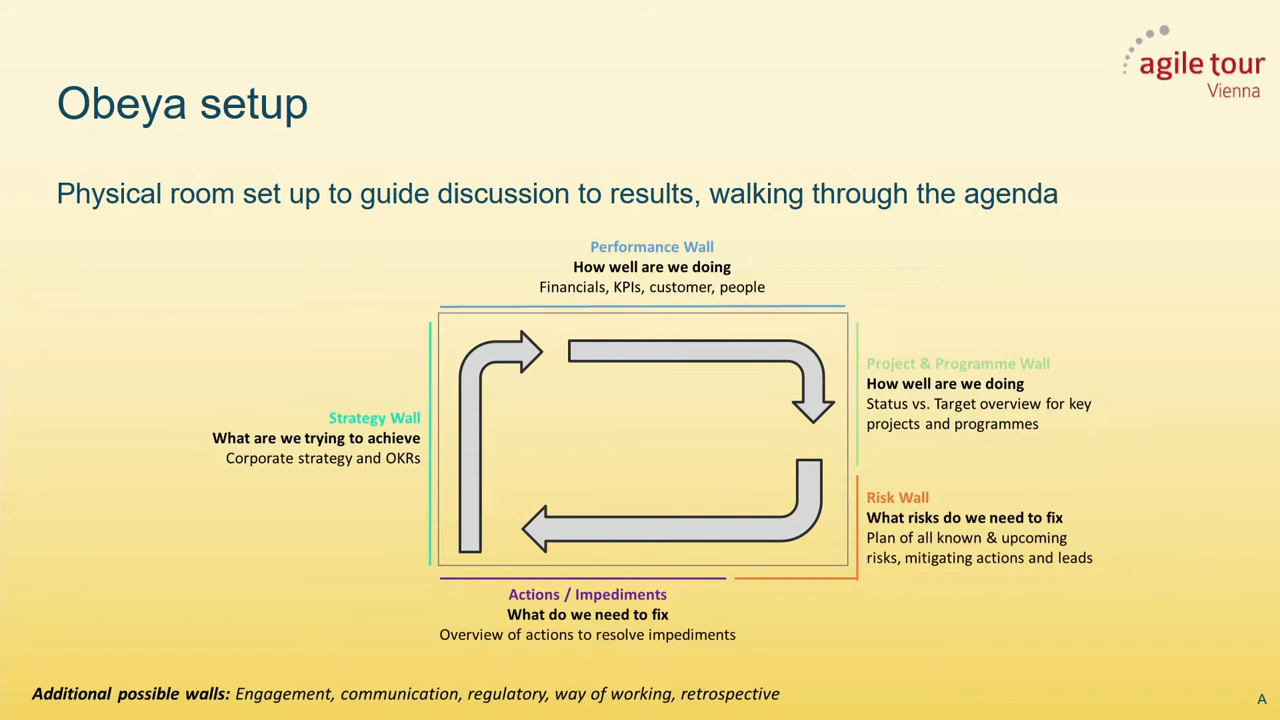 agile tour
Vienna
Obeya setup
Physical room set up to guide discussion to results, walking through the agenda
Performance Wall
How well are we doing
Financials, KPIs, customer, people
Project & Programme Wall
How well are we doing
Status vs. Target overview for key
projects and programmes
Strategy Wall
What are we trying to achieve
Corporate strategy and OKRs
Risk Wall
What risks do we need to fix
Plan of all known & upcoming
risks, mitigating actions and leads
Actions / Impediments
What do we need to fix
Overview of actions to resolve impediments
Additional possible walls: Engagement, communication, regulatory, way of working, retrospective
A